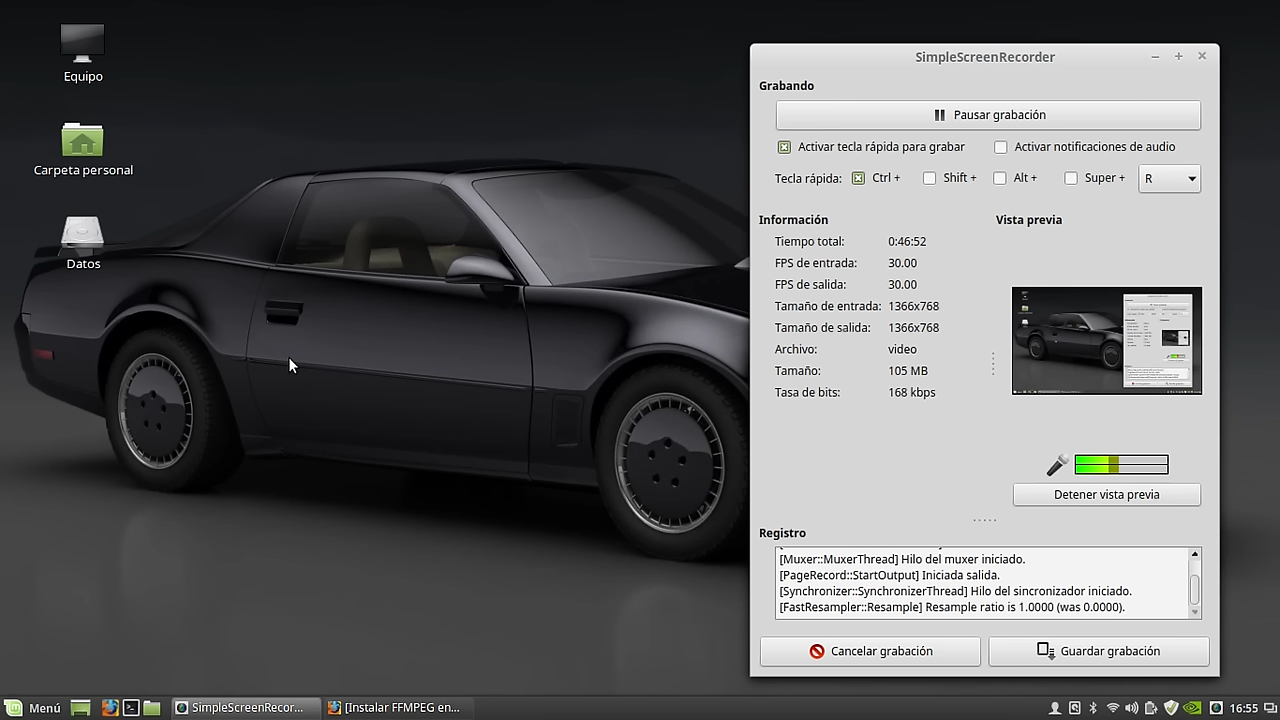 Equipo
Carpeta personal
Datos
SimpleScreenRecorder
Grabando
Pausar grabación
Activar tecla rápida para grabar
Activar notificaciones de audio
Tecla rápida: Ctrl + Shift + Alt + Super + R
Información
Vista previa
Tiempo total: 0:46:52
FPS de entrada: 30.00
FPS de salida: 30.00
Tamaño de entrada: 1366x768
Tamaño de salida: 1366x768
Archivo: video
Tamaño: 105 MB
Tasa de bits: 168 kbps
Detener vista previa
Registro
[Muxer::MuxerThread] Hilo del muxer iniciado.
[PageRecord::StartOutput] Iniciada salida.
[Synchronizer::SynchronizerThread] Hilo del sincronizador iniciado.
[FastResampler::Resample] Resample ratio is 1.0000 (was 0.0000).
Cancelar grabación
Guardar grabación
Menú
SimpleScreenRecor...
[Instalar FFMPEG en...
16:55